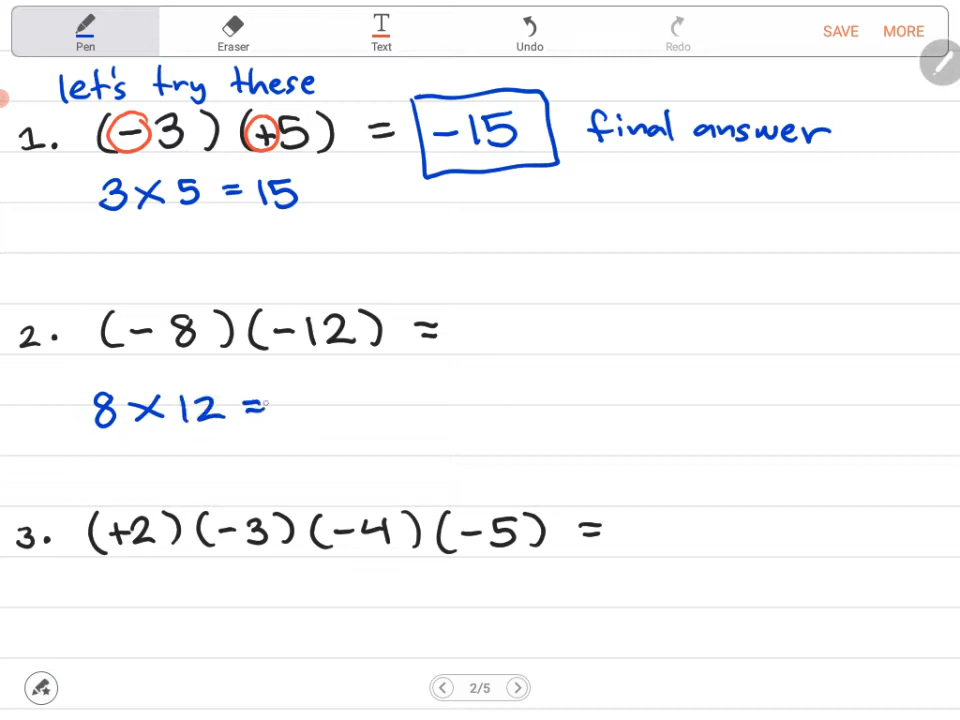 Pen Eraser Text Undo Redo SAVE MORE
let's try these
1. (-3) (+5) = -15 final answer
3 × 5 = 15
2. (-8)(-12) =
8 × 12 =
3. (+2)(-3)(-4)(-5) =
2/5